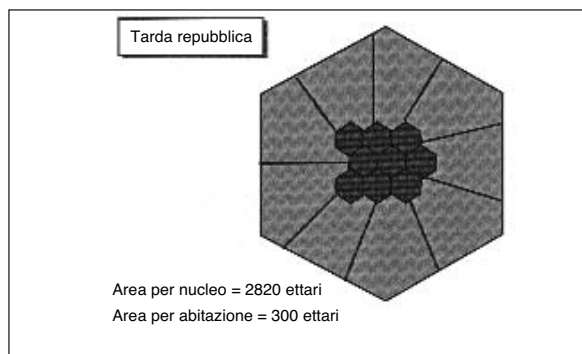 Tarda repubblica
Area per nucleo = 2820 ettari
Area per abitazione = 300 ettari